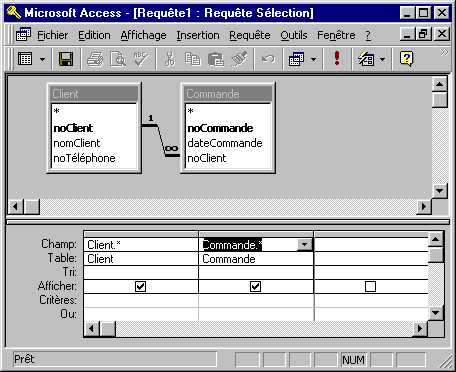 Microsoft Access - [Requête1 : Requête Sélection]
Fichier Edition Affichage Insertion Requête Outils Fenêtre ?
ABC
Client
*
noClient
nomClient
noTéléphone
1
∞
Commande
*
noCommande
dateCommande
noClient
Champ: Client.* Commande.*
Table: Client Commande
Tri:
Afficher:
Critères:
Ou:
Prêt NUM